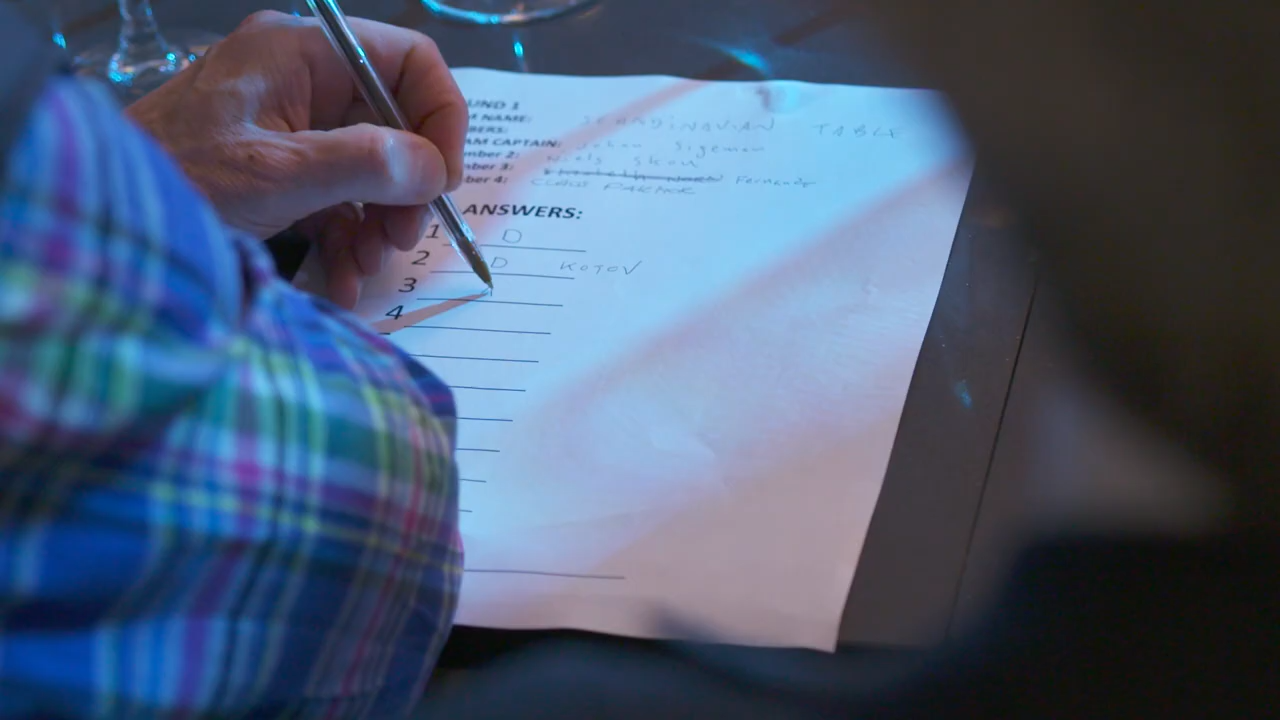 UND 1
M NAME: SCANDINAVIAN TABLE
BERS:
AM CAPTAIN: Johan Sigeman
mber 2: Niels Skou
mber 3: Fernando
ber 4: CLAUS
ANSWERS:
1 D
2 D KOTOV
3
4